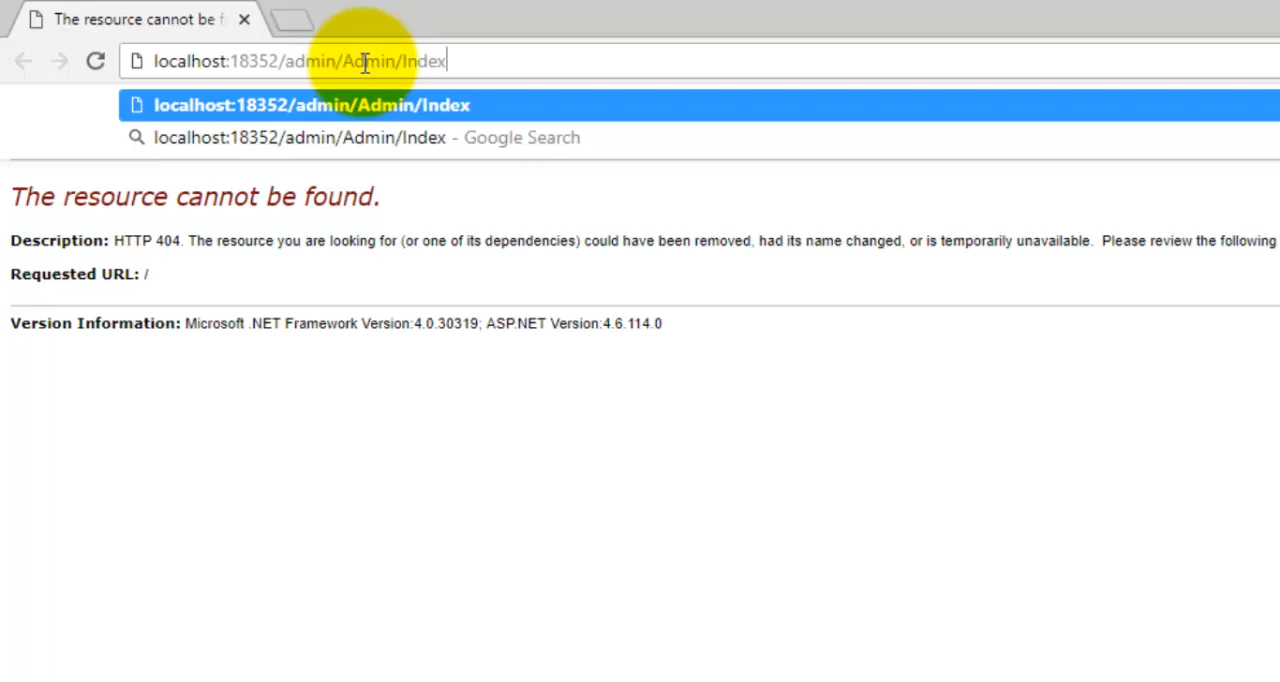 The resource cannot be f
localhost:18352/admin/Admin/Index
localhost:18352/admin/Admin/Index
localhost:18352/admin/Admin/Index - Google Search
The resource cannot be found.
Description: HTTP 404. The resource you are looking for (or one of its dependencies) could have been removed, had its name changed, or is temporarily unavailable. Please review the following
Requested URL: /
Version Information: Microsoft .NET Framework Version:4.0.30319; ASP.NET Version:4.6.114.0